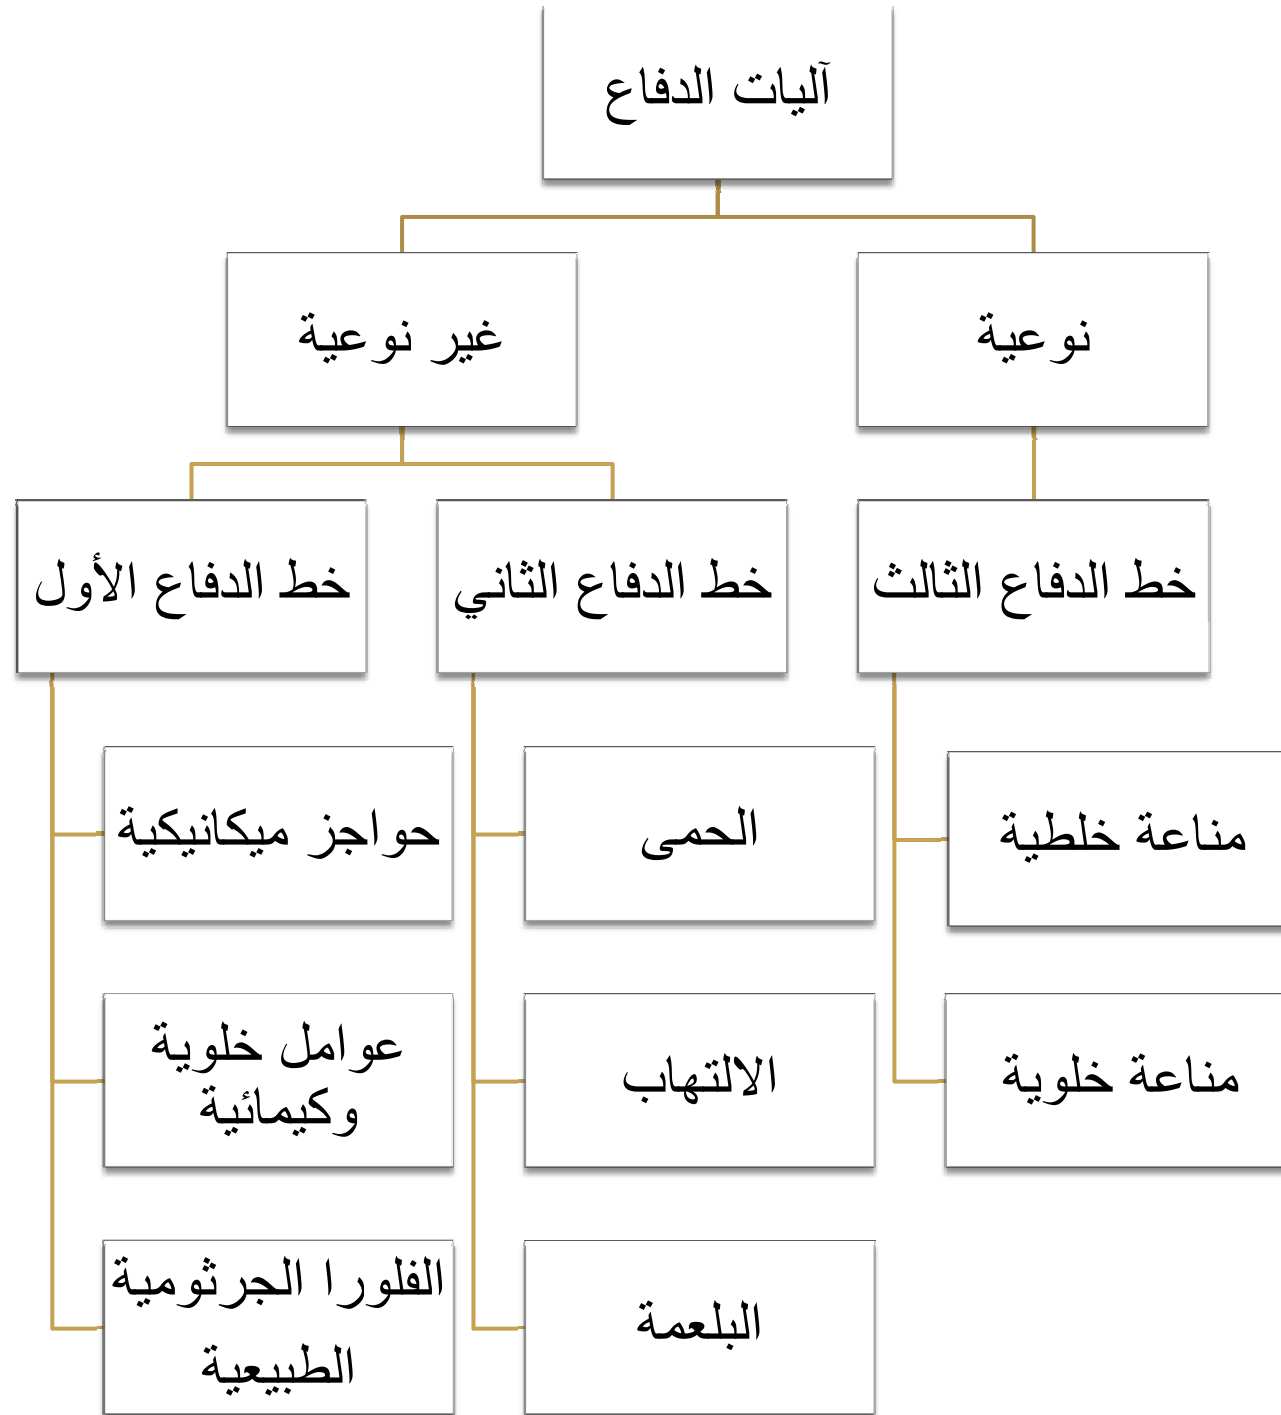 آليات الدفاع
نوعية
غير نوعية
خط الدفاع الثالث
خط الدفاع الثاني
خط الدفاع الأول
مناعة خلطية
الحمى
حواجز ميكانيكية
مناعة خلوية
الالتهاب
عوامل خلوية
وكيمائية
البلعمة
الفلورا الجرثومية
الطبيعية